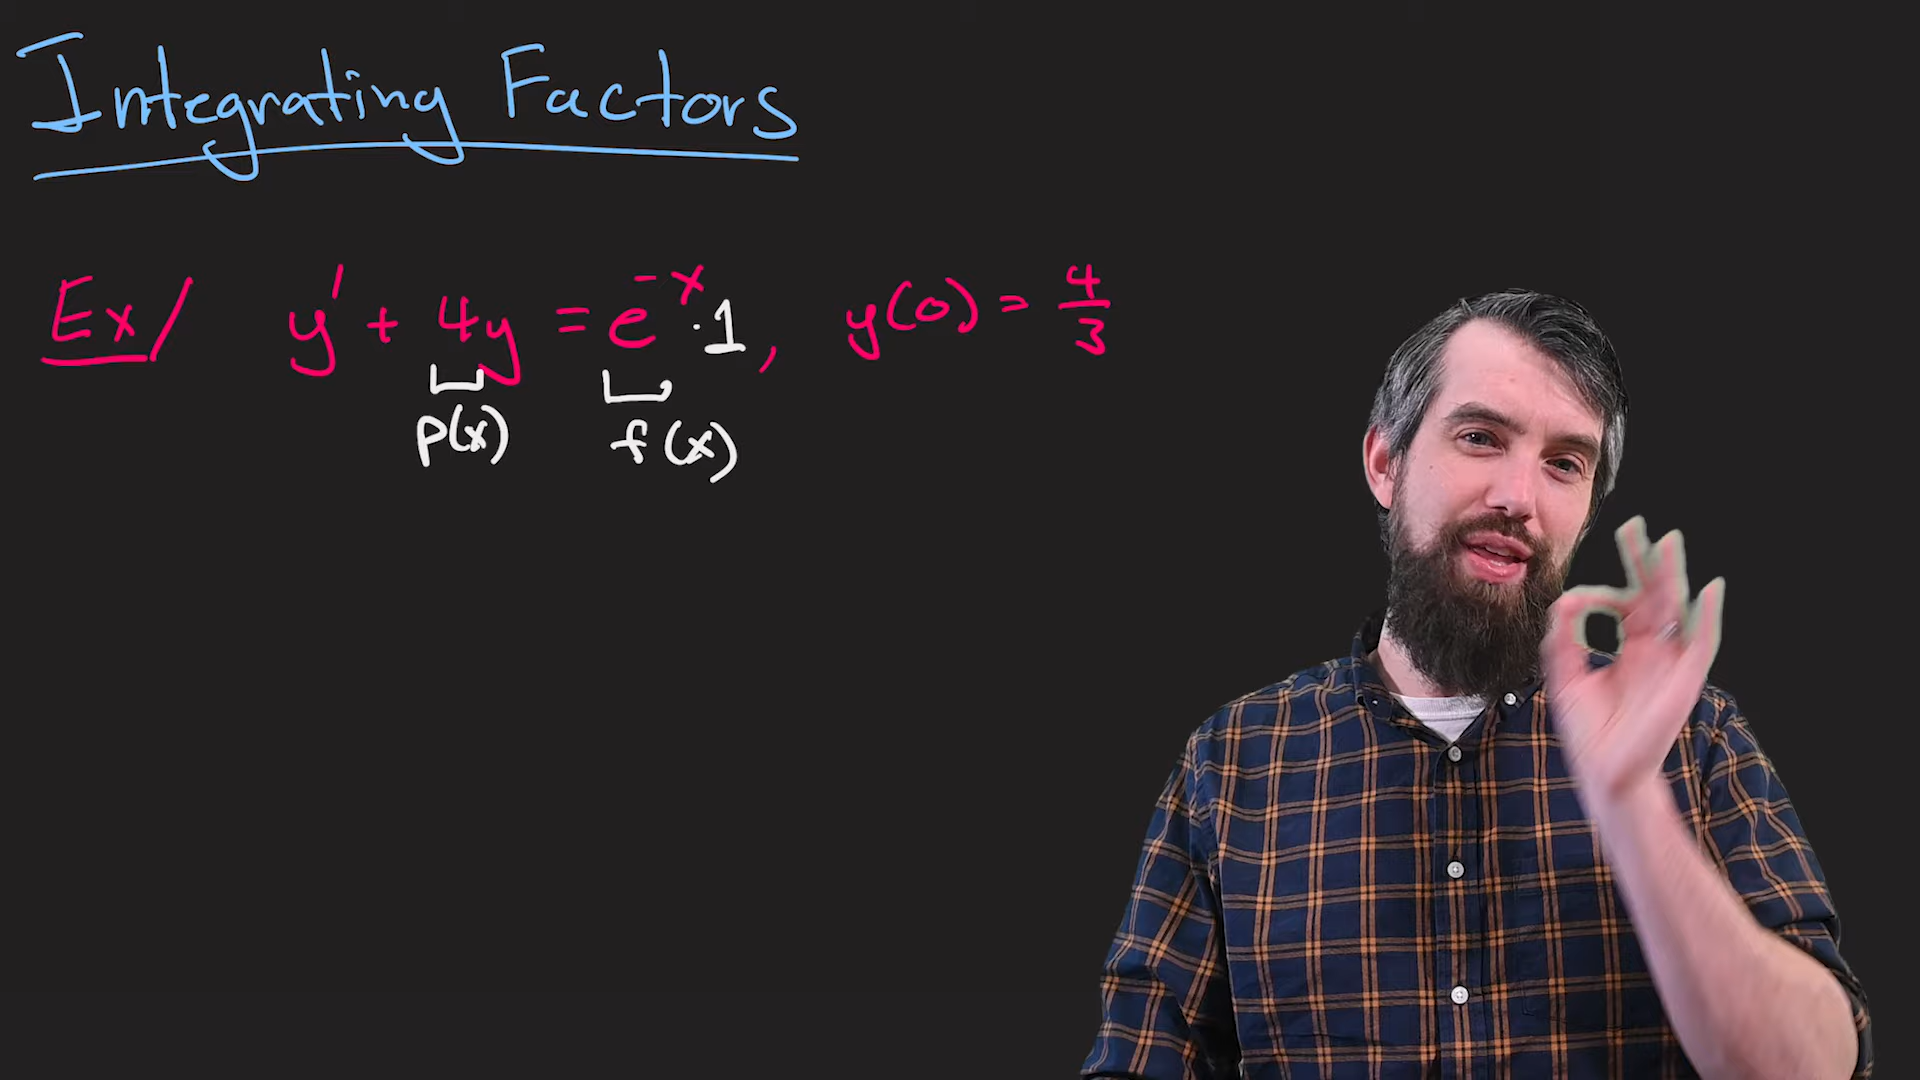 Integrating Factors
Ex/ y' + 4y = e^{-x} · 1, y(0) = 4/3
p(x) f(x)